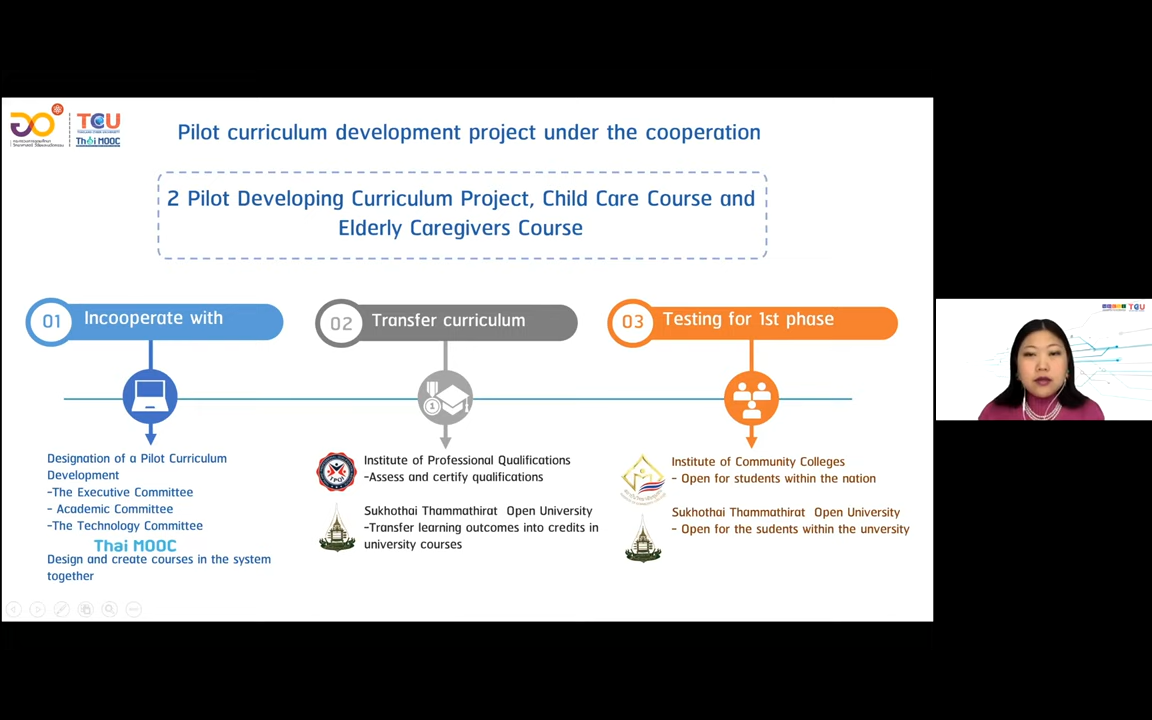 TCU
Thai MOOC
Pilot curriculum development project under the cooperation
2 Pilot Developing Curriculum Project, Child Care Course and
Elderly Caregivers Course
01
Incooperate with
02
Transfer curriculum
03
Testing for 1st phase
Designation of a Pilot Curriculum
Development
-The Executive Committee
- Academic Committee
-The Technology Committee
Thai MOOC
Design and create courses in the system
together
1
TPQI
Institute of Professional Qualifications
-Assess and certify qualifications
Sukhothai Thammathirat Open University
-Transfer learning outcomes into credits in
university courses
Institute of Community Colleges
- Open for students within the nation
Sukhothai Thammathirat Open University
- Open for the sudents within the unversity
TCU